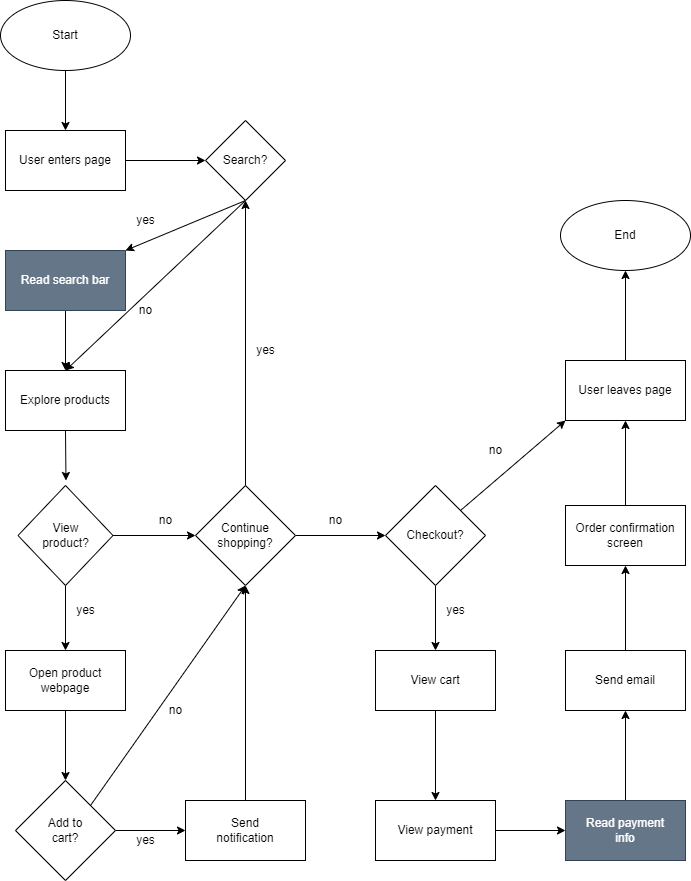 Start
User enters page
Search?
yes
Read search bar
no
Explore products
yes
End
User leaves page
no
View
product?
no
Continue
shopping?
no
Checkout?
Order confirmation
screen
yes
yes
Open product
webpage
View cart
Send email
no
Add to
cart?
yes
Send
notification
View payment
Read payment
info